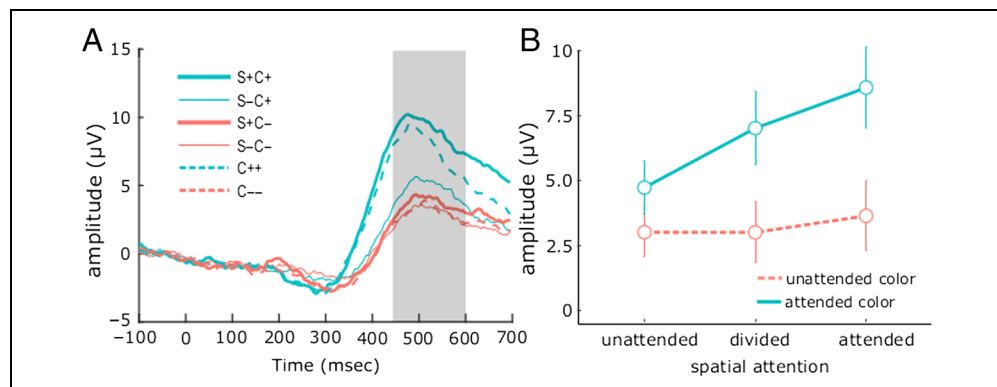 A
15
10
5
0
−5
amplitude (µV)
S+C+
S−C+
S+C−
S−C−
C++
C−−
−100 0 100 200 300 400 500 600 700
Time (msec)
B
10
7.5
5.0
2.5
0
amplitude (µV)
unattended color
attended color
unattended divided attended
spatial attention